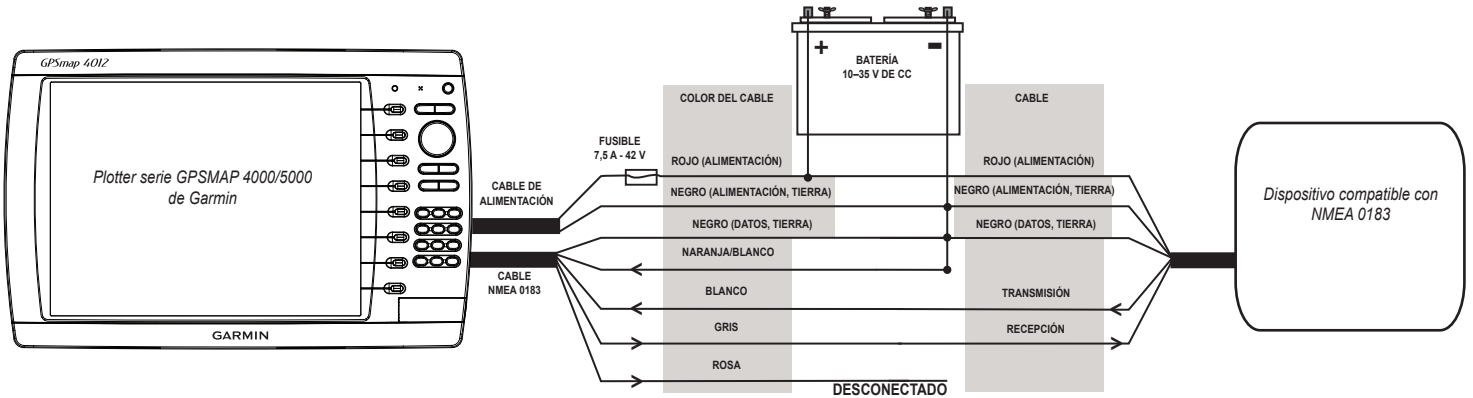 GPSmap 4012
Plotter serie GPSMAP 4000/5000
de Garmin
GARMIN
CABLE DE
ALIMENTACIÓN
CABLE
NMEA 0183
FUSIBLE
7,5 A - 42 V
+
-
BATERÍA
10–35 V DE CC
COLOR DEL CABLE
ROJO (ALIMENTACIÓN)
NEGRO (ALIMENTACIÓN, TIERRA)
NEGRO (DATOS, TIERRA)
NARANJA/BLANCO
BLANCO
GRIS
ROSA
DESCONECTADO
CABLE
ROJO (ALIMENTACIÓN)
NEGRO (ALIMENTACIÓN, TIERRA)
NEGRO (DATOS, TIERRA)
TRANSMISIÓN
RECEPCIÓN
Dispositivo compatible con
NMEA 0183